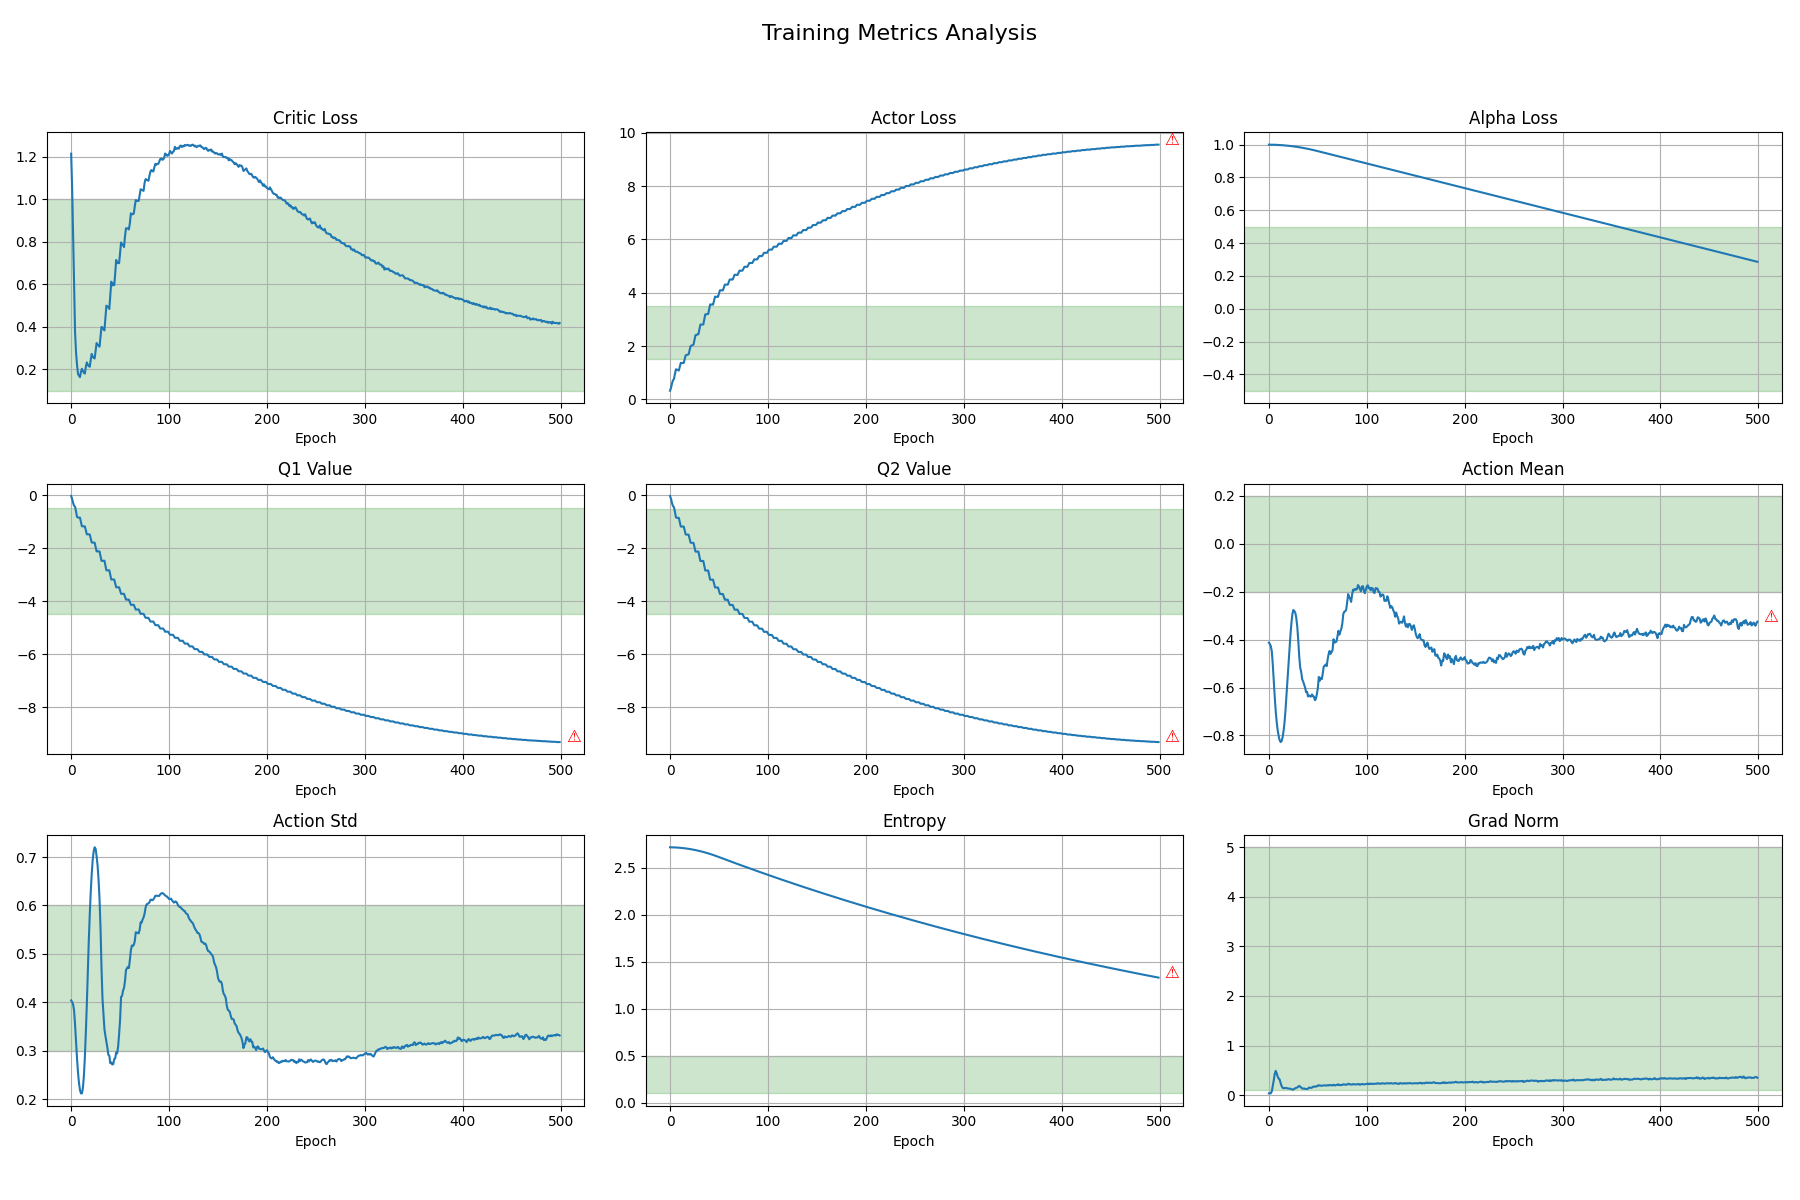 Training Metrics Analysis
Critic Loss
1.2
1.0
0.8
0.6
0.4
0.2
0 100 200 300 400 500
Epoch
Actor Loss
10
8
6
4
2
0
⚠
0 100 200 300 400 500
Epoch
Alpha Loss
1.0
0.8
0.6
0.4
0.2
0.0
−0.2
−0.4
0 100 200 300 400 500
Epoch
Q1 Value
0
−2
−4
−6
−8
⚠
0 100 200 300 400 500
Epoch
Q2 Value
0
−2
−4
−6
−8
⚠
0 100 200 300 400 500
Epoch
Action Mean
0.2
0.0
−0.2
−0.4
−0.6
−0.8
⚠
0 100 200 300 400 500
Epoch
Action Std
0.7
0.6
0.5
0.4
0.3
0.2
0 100 200 300 400 500
Epoch
Entropy
2.5
2.0
1.5
1.0
0.5
0.0
⚠
0 100 200 300 400 500
Epoch
Grad Norm
5
4
3
2
1
0
0 100 200 300 400 500
Epoch